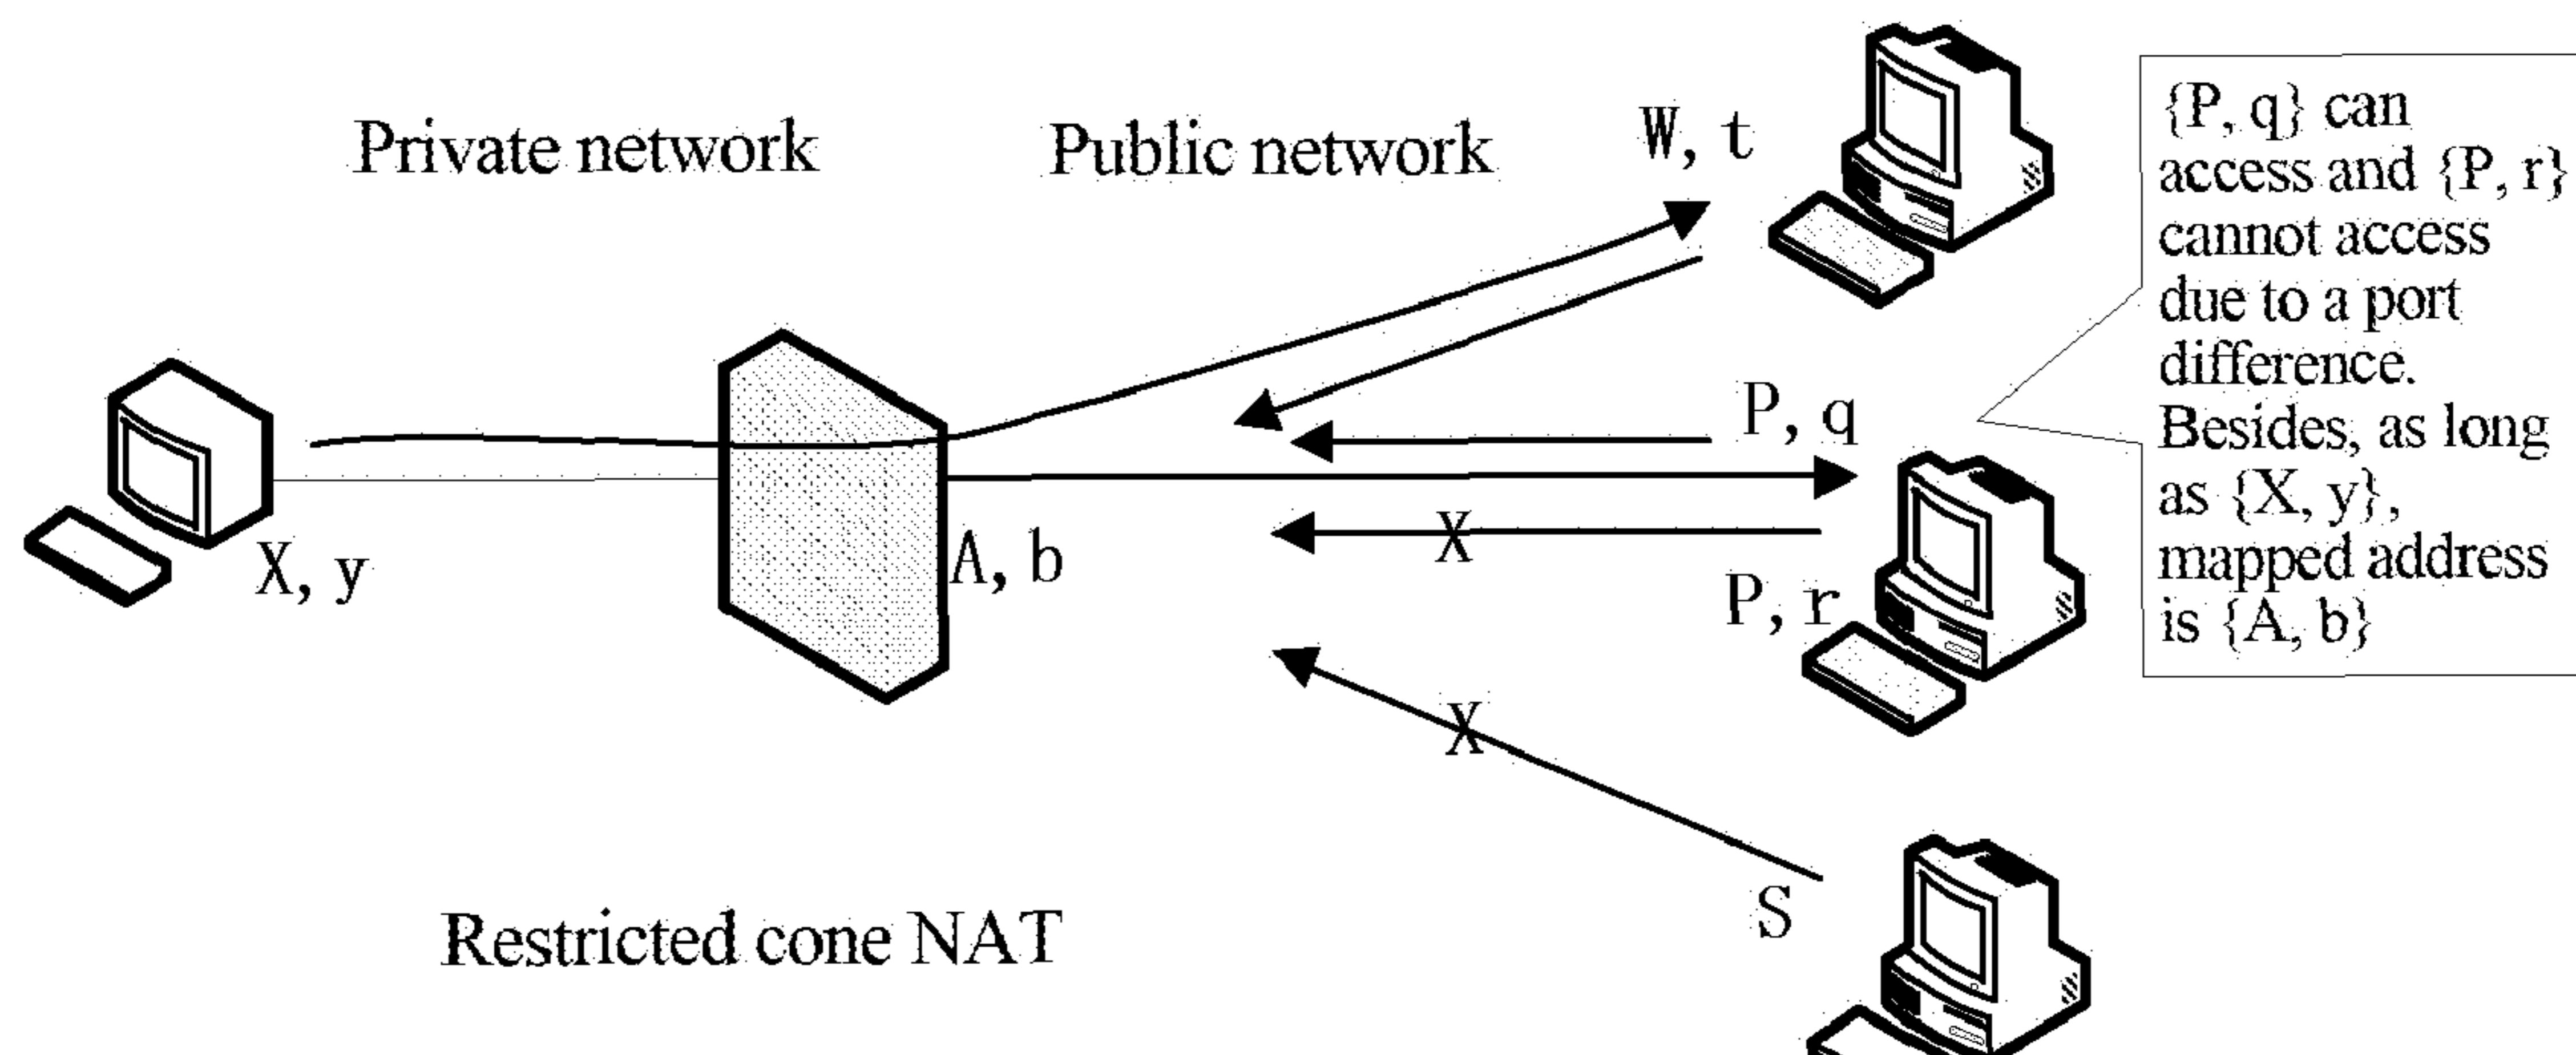 Private network
Public network
W, t
{P, q} can
access and {P, r}
cannot access
due to a port
difference.
Besides, as long
as {X, y},
mapped address
is {A, b}
P, q
X
X, y
A, b
P, r
X
S
Restricted cone NAT